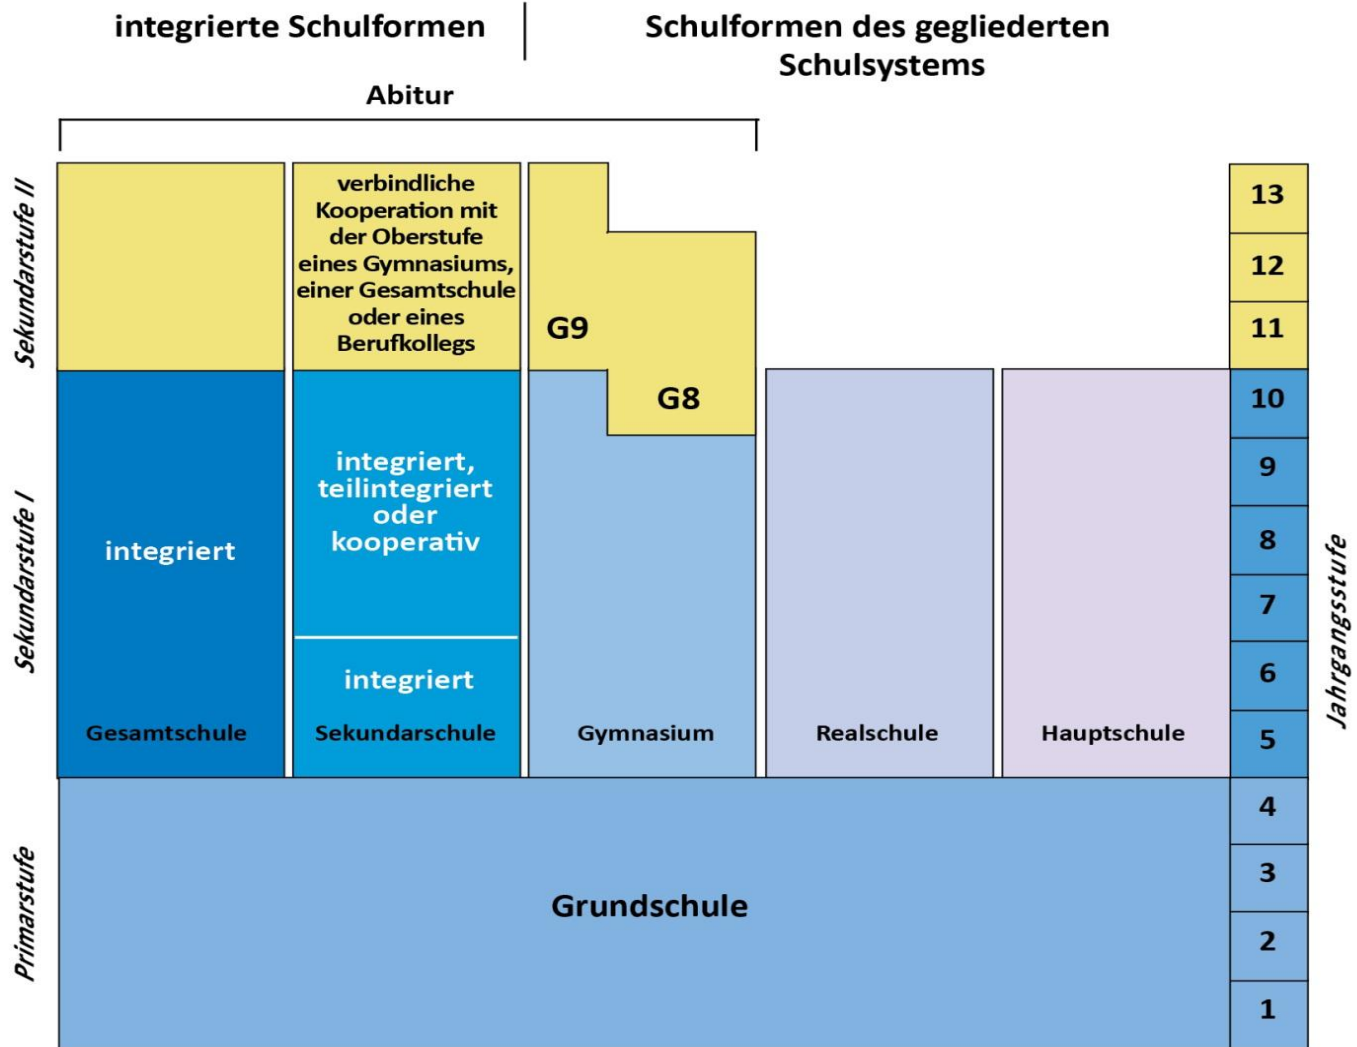 integrierte Schulformen
Schulformen des gegliederten
Schulsystems
Abitur
Sekundarstufe II
verbindliche
Kooperation mit
der Oberstufe
eines Gymnasiums,
einer Gesamtschule
oder eines
Berufkollegs
G9
G8
13
12
11
Sekundarstufe I
integriert
Gesamtschule
integriert,
teilintegriert
oder
kooperativ
integriert
Sekundarschule
Gymnasium
Realschule
Hauptschule
10
9
8
7
6
5
Jahrgangsstufe
Primarstufe
Grundschule
4
3
2
1